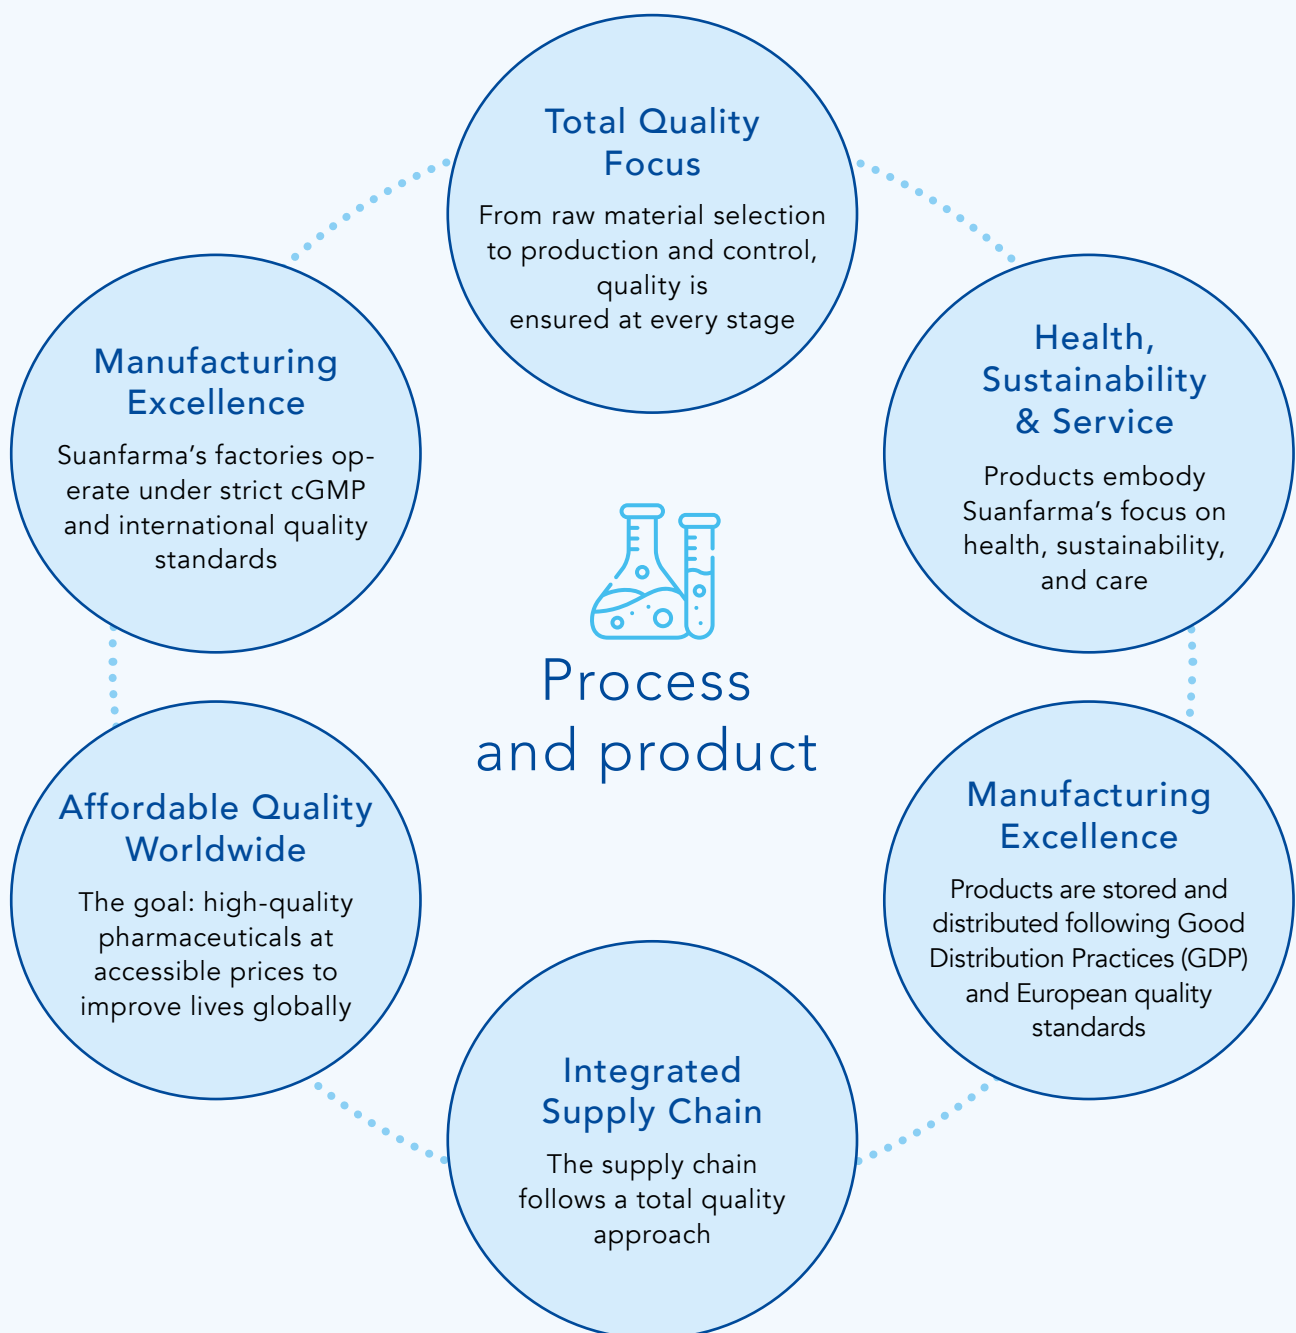 Total Quality
Focus
From raw material selection
to production and control,
quality is
ensured at every stage
Health,
Sustainability
& Service
Products embody
Suanfarma’s focus on
health, sustainability,
and care
Manufacturing
Excellence
Products are stored and
distributed following Good
Distribution Practices (GDP)
and European quality
standards
Integrated
Supply Chain
The supply chain
follows a total quality
approach
Affordable Quality
Worldwide
The goal: high-quality
pharmaceuticals at
accessible prices to
improve lives globally
Manufacturing
Excellence
Suanfarma’s factories op-
erate under strict cGMP
and international quality
standards
Process
and product